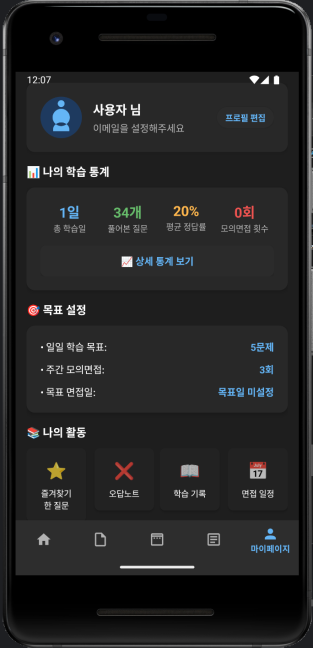 12:07
사용자 님
이메일을 설정해주세요
프로필 편집
📊 나의 학습 통계
1일 34개 20% 0회
총 학습일 풀어본 질문 평균 정답률 모의면접 횟수
📈 상세 통계 보기
🎯 목표 설정
• 일일 학습 목표: 5문제
• 주간 모의면접: 3회
• 목표 면접일: 목표일 미설정
📚 나의 활동
즐겨찾기
한 질문
오답노트
학습 기록
17
면접 일정
마이페이지